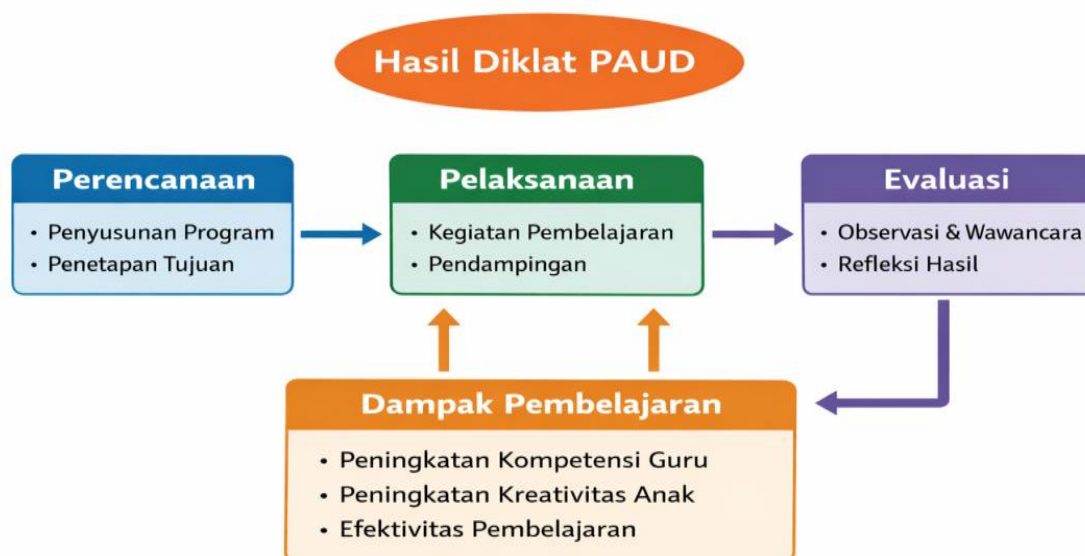 Hasil Diklat PAUD
Perencanaan
• Penyusunan Program
• Penetapan Tujuan
Pelaksanaan
• Kegiatan Pembelajaran
• Pendampingan
Evaluasi
• Observasi & Wawancara
• Refleksi Hasil
Dampak Pembelajaran
• Peningkatan Kompetensi Guru
• Peningkatan Kreativitas Anak
• Efektivitas Pembelajaran